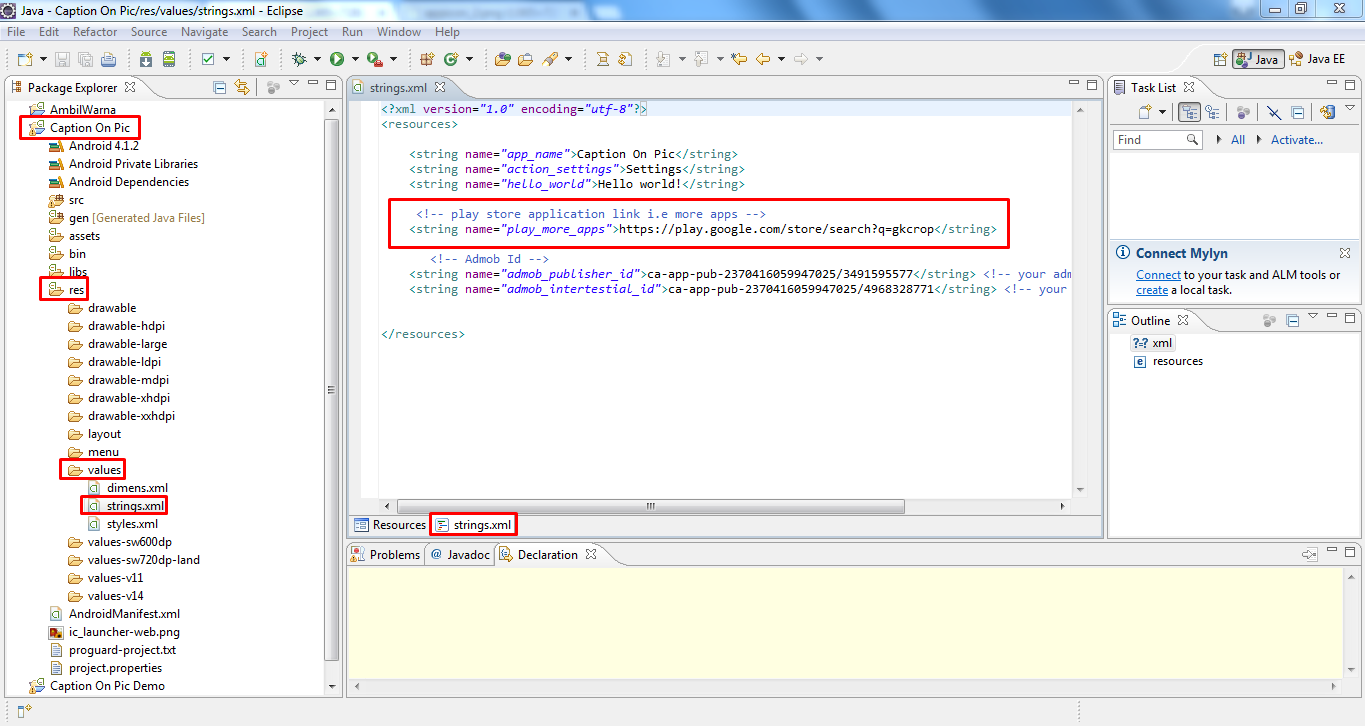 Java - Caption On Pic/res/values/strings.xml - Eclipse
File Edit Refactor Source Navigate Search Project Run Window Help
Java Java EE
Package Explorer
AmbilWarna
Caption On Pic
Android 4.1.2
Android Private Libraries
Android Dependencies
src
gen [Generated Java Files]
assets
bin
libs
res
drawable
drawable-hdpi
drawable-large
drawable-ldpi
drawable-mdpi
drawable-xhdpi
drawable-xxhdpi
layout
menu
values
dimens.xml
strings.xml
styles.xml
values-sw600dp
values-sw720dp-land
values-v11
values-v14
AndroidManifest.xml
ic_launcher-web.png
proguard-project.txt
project.properties
Caption On Pic Demo
strings.xml
<?xml version="1.0" encoding="utf-8"?>
<resources>
<string name="app_name">Caption On Pic</string>
<string name="action_settings">Settings</string>
<string name="hello_world">Hello world!</string>
<!-- play store application link i.e more apps -->
<string name="play_more_apps">https://play.google.com/store/search?q=gkcrop</string>
<!-- Admob Id -->
<string name="admob_publisher_id">ca-app-pub-2370416059947025/3491595577</string> <!-- your adm
<string name="admob_intertestial_id">ca-app-pub-2370416059947025/4968328771</string> <!-- your
</resources>
Resources strings.xml
Problems @ Javadoc Declaration
Task List
Find All Activate...
Connect Mylyn
Connect to your task and ALM tools or
create a local task.
Outline
?=? xml
e resources